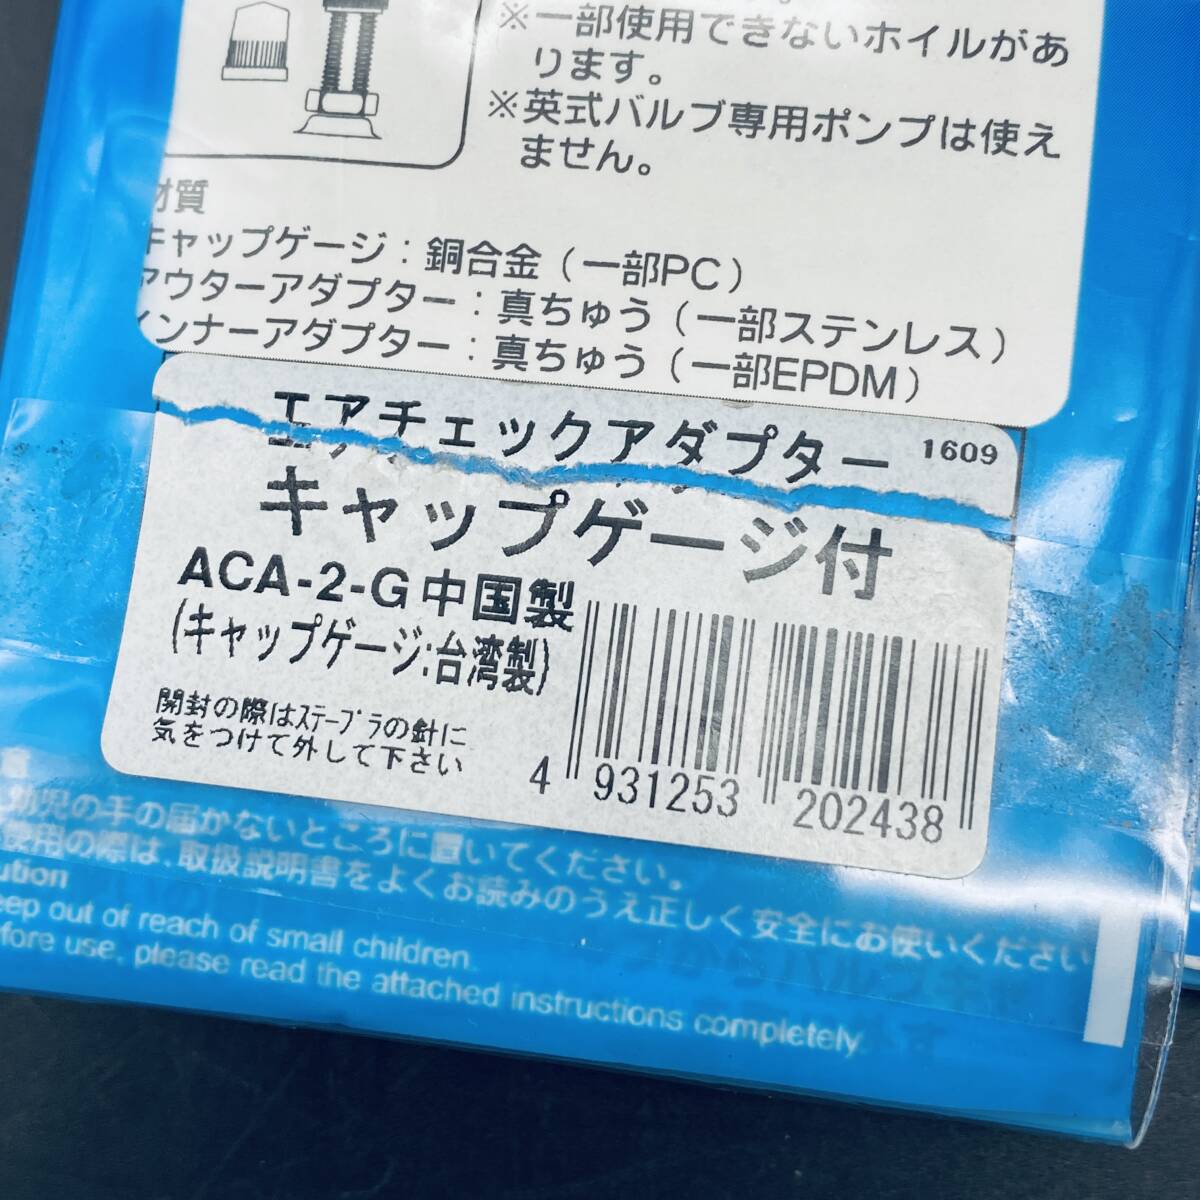 ※一部使用できないホイルがあ
ります。
※英式バルブ専用ポンプは使え
ません。
材質
キャップゲージ：銅合金（一部PC）
アウターアダプター：真ちゅう（一部ステンレス）
インナーアダプター：真ちゅう（一部EPDM）
エアチェックアダプター 1609
キャップゲージ付
ACA-2-G 中国製
(キャップゲージ:台湾製)
開封の際はステープラの針に
気をつけて外して下さい
4 931253 202438
幼児の手の届かないところに置いてください。
使用の際は、取扱説明書をよくお読みのうえ正しく安全にお使いください
ution
eep out of reach of small children.
fore use, please read the attached instructions completely.